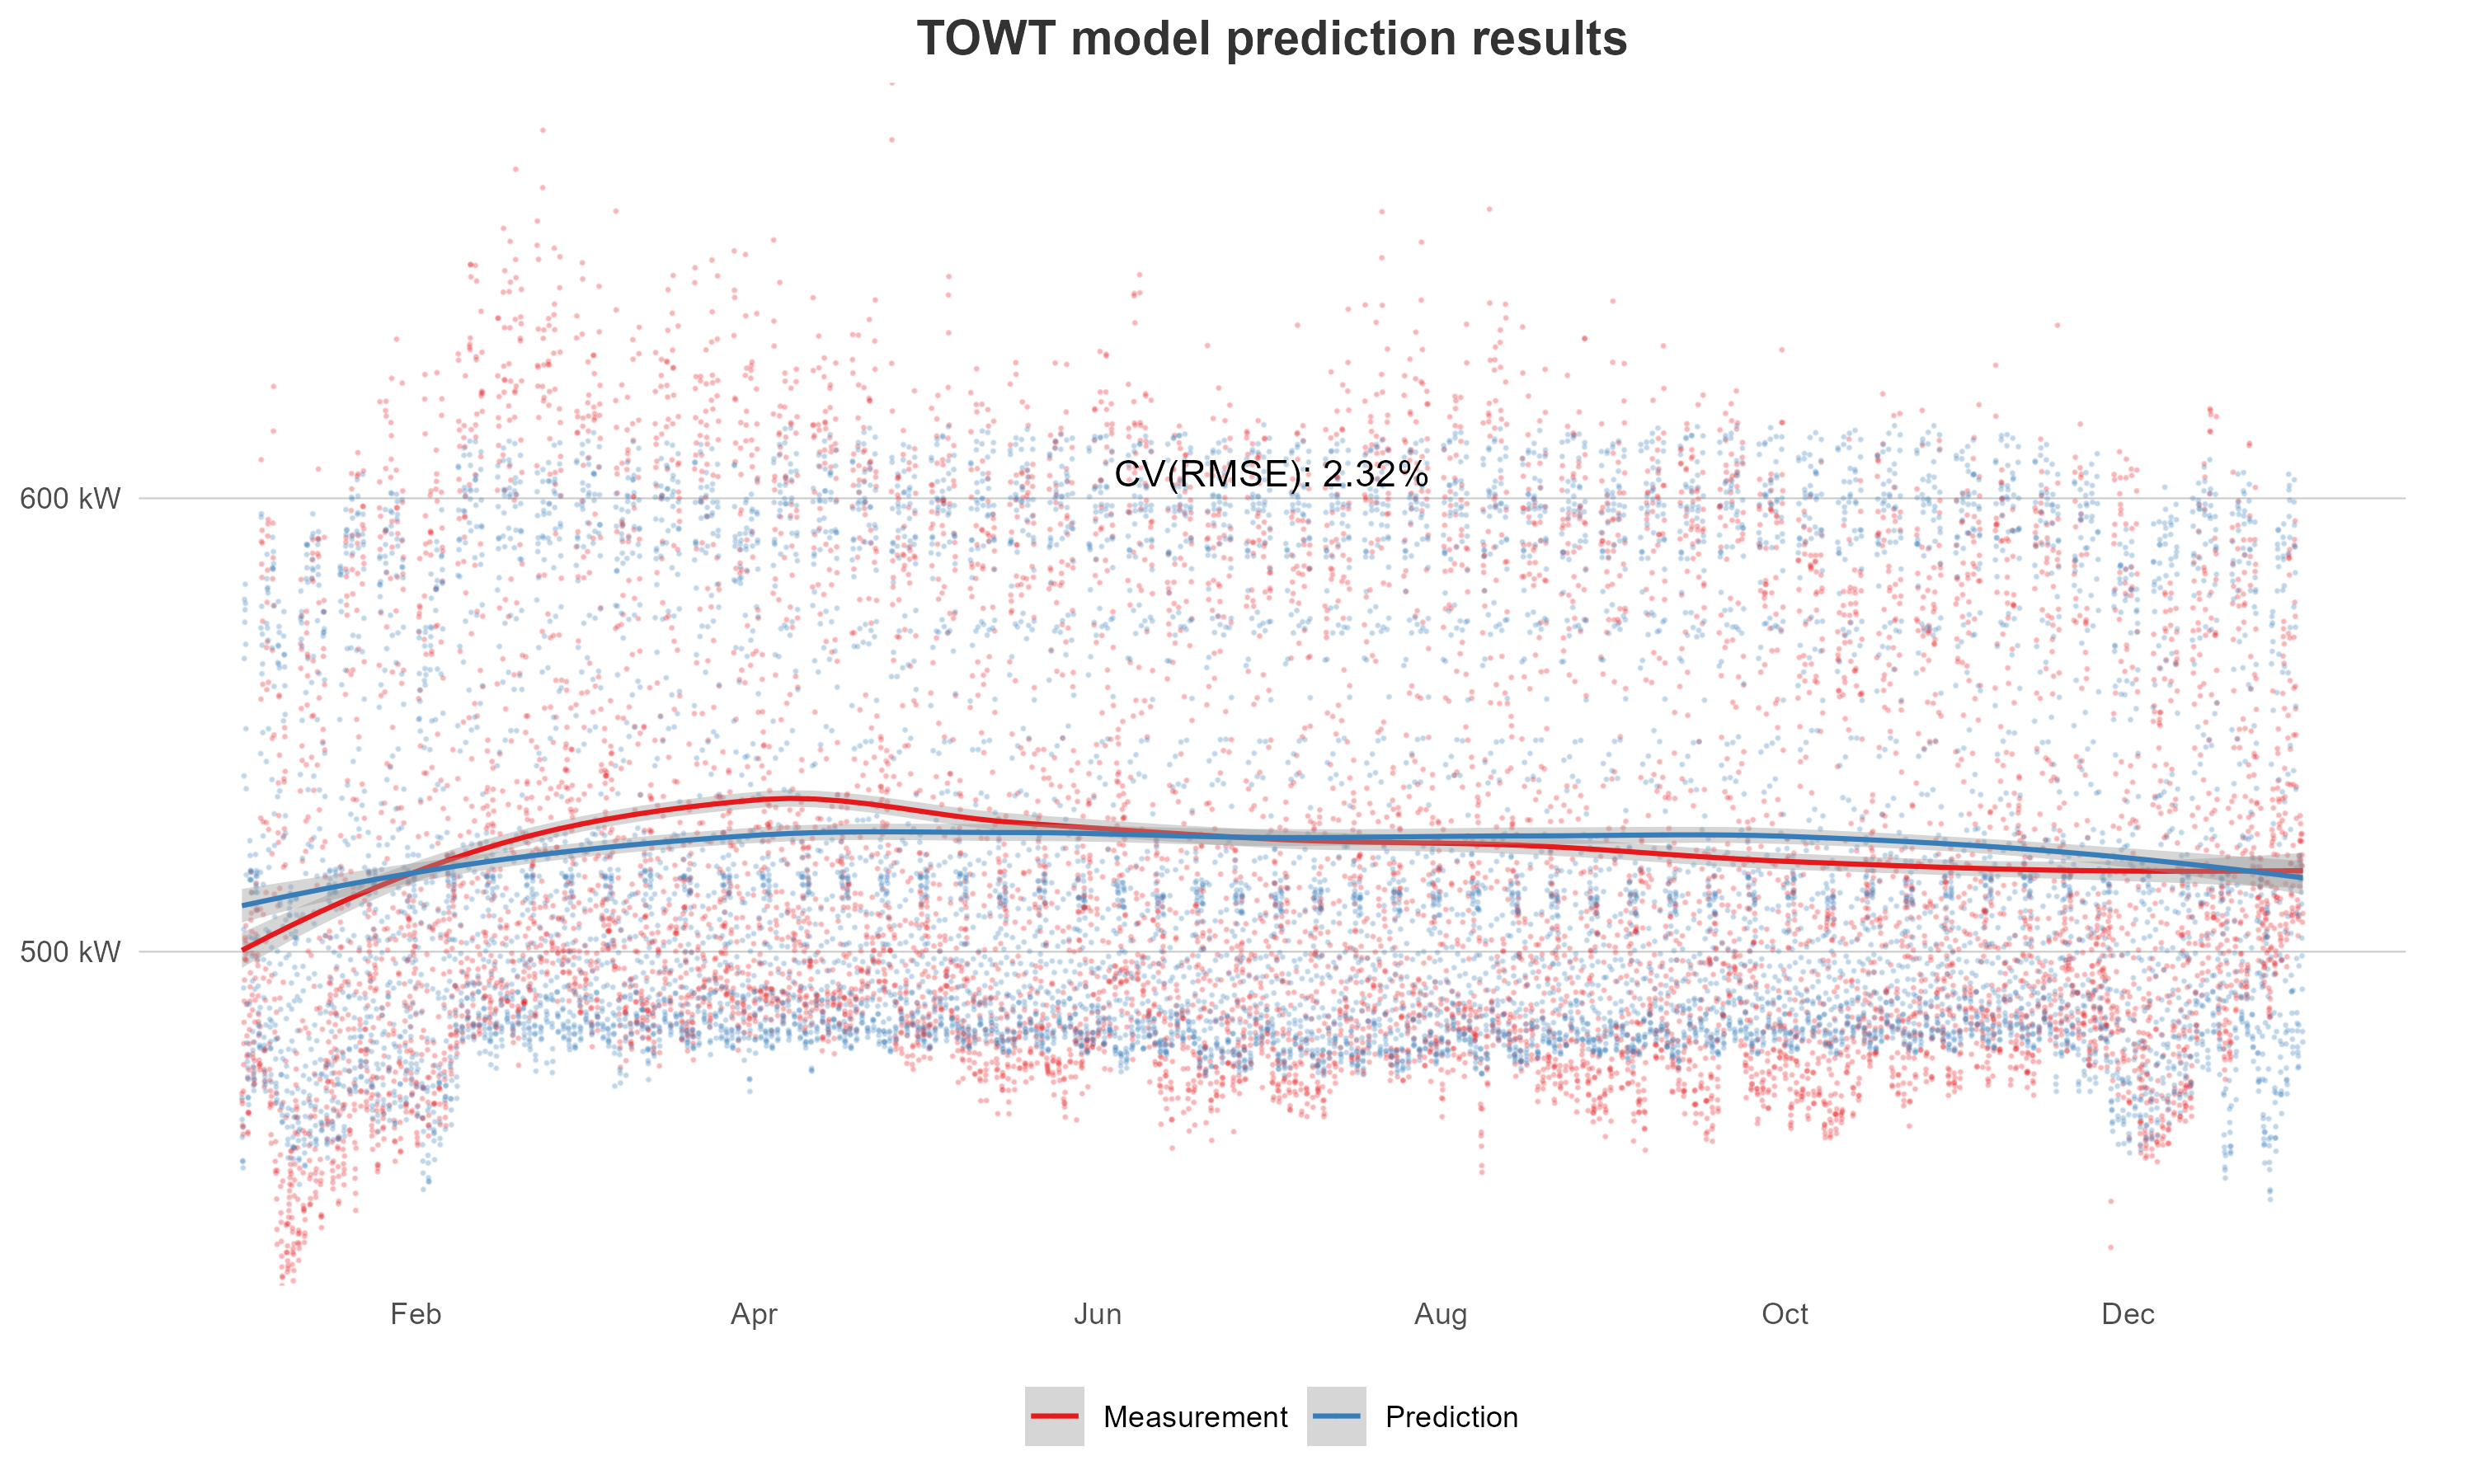 TOWT model prediction results
CV(RMSE): 2.32%
600 kW
500 kW
Feb Apr Jun Aug Oct Dec
Measurement Prediction